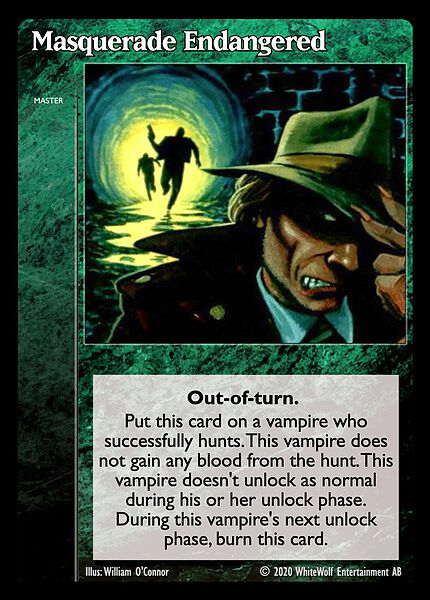 Masquerade Endangered
MASTER
Out-of-turn.
Put this card on a vampire who
successfully hunts.This vampire does
not gain any blood from the hunt.This
vampire doesn't unlock as normal
during his or her unlock phase.
During this vampire's next unlock
phase, burn this card.
Illus: William O'Connor
© 2020 WhiteWolf Entertainment AB